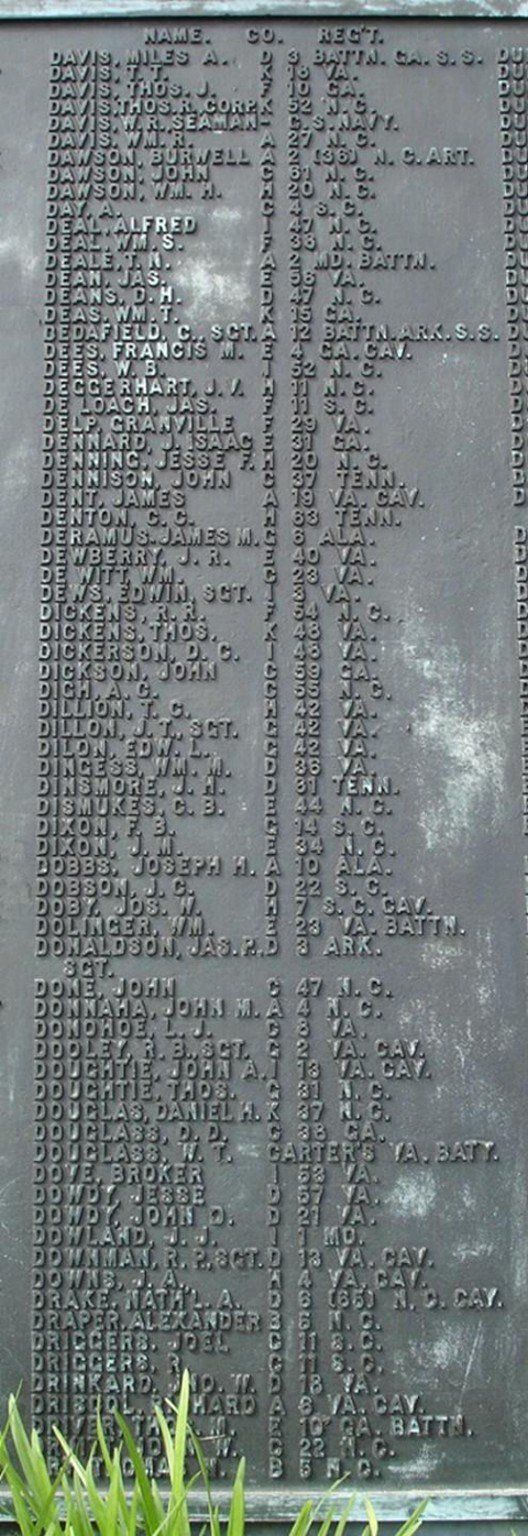 NAME. CO. REG'T.
DAVIS, MILES A. D 3 BATTN. GA. S. S.
DAVIS, T. T. K 18 VA.
DAVIS, THOS. J. F 10 GA.
DAVIS, THOS. R. CORP. K 52 N. C.
DAVIS, W. R. SEAMAN- C. S. NAVY.
DAVIS, WM. R. A 27 N. C.
DAWSON, BURWELL A 2 (36) N. C. ART.
DAWSON, JOHN C 61 N. C.
DAWSON, WM. H. H 20 N. C.
DAY, A. C 4 S. C.
DEAL, ALFRED I 47 N. C.
DEAL, WM. S. F 38 N. C.
DEALE, T. N. A 2 MD. BATTN.
DEAN, JAS. E 56 VA.
DEANS, D. H. D 47 N. C.
DEAS, WM. T. K 15 GA.
DEDAFIELD, C., SGT. A 12 BATTN. ARK. S. S.
DEES, FRANCIS M. E 4 GA. CAV.
DEES, W. B. I 52 N. C.
DEGGERHART, J. V. H 11 N. C.
DE LOACH, JAS. F 11 S. C.
DELP, GRANVILLE F 29 VA.
DENNARD, J. ISAAC E 31 GA.
DENNING, JESSE F. H 20 N. C.
DENNISON, JOHN C 37 TENN.
DENT, JAMES A 19 VA. CAV.
DENTON, C. C. H 63 TENN.
DERAMUS, JAMES M. G 6 ALA.
DEWBERRY, J. R. E 40 VA.
DE WITT, WM. C 23 VA.
DEWS, EDWIN, SGT. I 3 VA.
DICKENS, R. R. F 54 N. C.
DICKENS, THOS. K 48 VA.
DICKERSON, D. C. I 48 VA.
DICKSON, JOHN C 59 GA.
DIGH, A. G. C 55 N. C.
DILLION, T. C. H 42 VA.
DILLON, J. T., SGT. G 42 VA.
DILON, EDW. L. G 42 VA.
DINGESS, WM. M. D 36 VA.
DINSMORE, J. H. D 61 TENN.
DISMUKES, C. B. E 44 N. C.
DIXON, F. B. G 14 S. C.
DIXON, J. M. E 34 N. C.
DOBBS, JOSEPH H. A 10 ALA.
DOBSON, J. C. D 22 S. C.
DOBY, JOS. W. H 7 S. C. CAV.
DOLINGER, WM. E 23 VA. BATTN.
DONALDSON, JAS. P., D 3 ARK.
SGT.
DONE, JOHN C 47 N. C.
DONNAHA, JOHN M. A 4 N. C.
DONOHOE, L. J. G 8 VA.
DOOLEY, R. B., SGT. G 2 VA. CAV.
DOUGHTIE, JOHN A. I 13 VA. CAV.
DOUGHTIE, THOS. G 31 N. C.
DOUGLAS, DANIEL H. K 37 N. C.
DOUGLASS, D. D. G 38 GA.
DOUGLASS, W. T. CARTER'S VA. BATY.
DOVE, BROKER I 53 VA.
DOWDY, JESSE D 57 VA.
DOWDY, JOHN D 21 VA.
DOWLAND, J. J. I 1 MD.
DOWNMAN, R. P., SGT. D 13 VA. CAV.
DOWNS, J. A. H 4 VA. CAV.
DRAKE, NATH'L. A. D 6 (65) N. C. CAV.
DRAPER, ALEXANDER B 5 N. C.
DRIGGERS, JOEL G 11 S. C.
DRIGGERS, R. G 11 S. C.
DRINKARD, JNO. W. D 18 VA.
A 6 VA. CAV.
DRIVER, M. E 10 GA. BATTN.
W. G 22 N. C.
B 5 N. C.